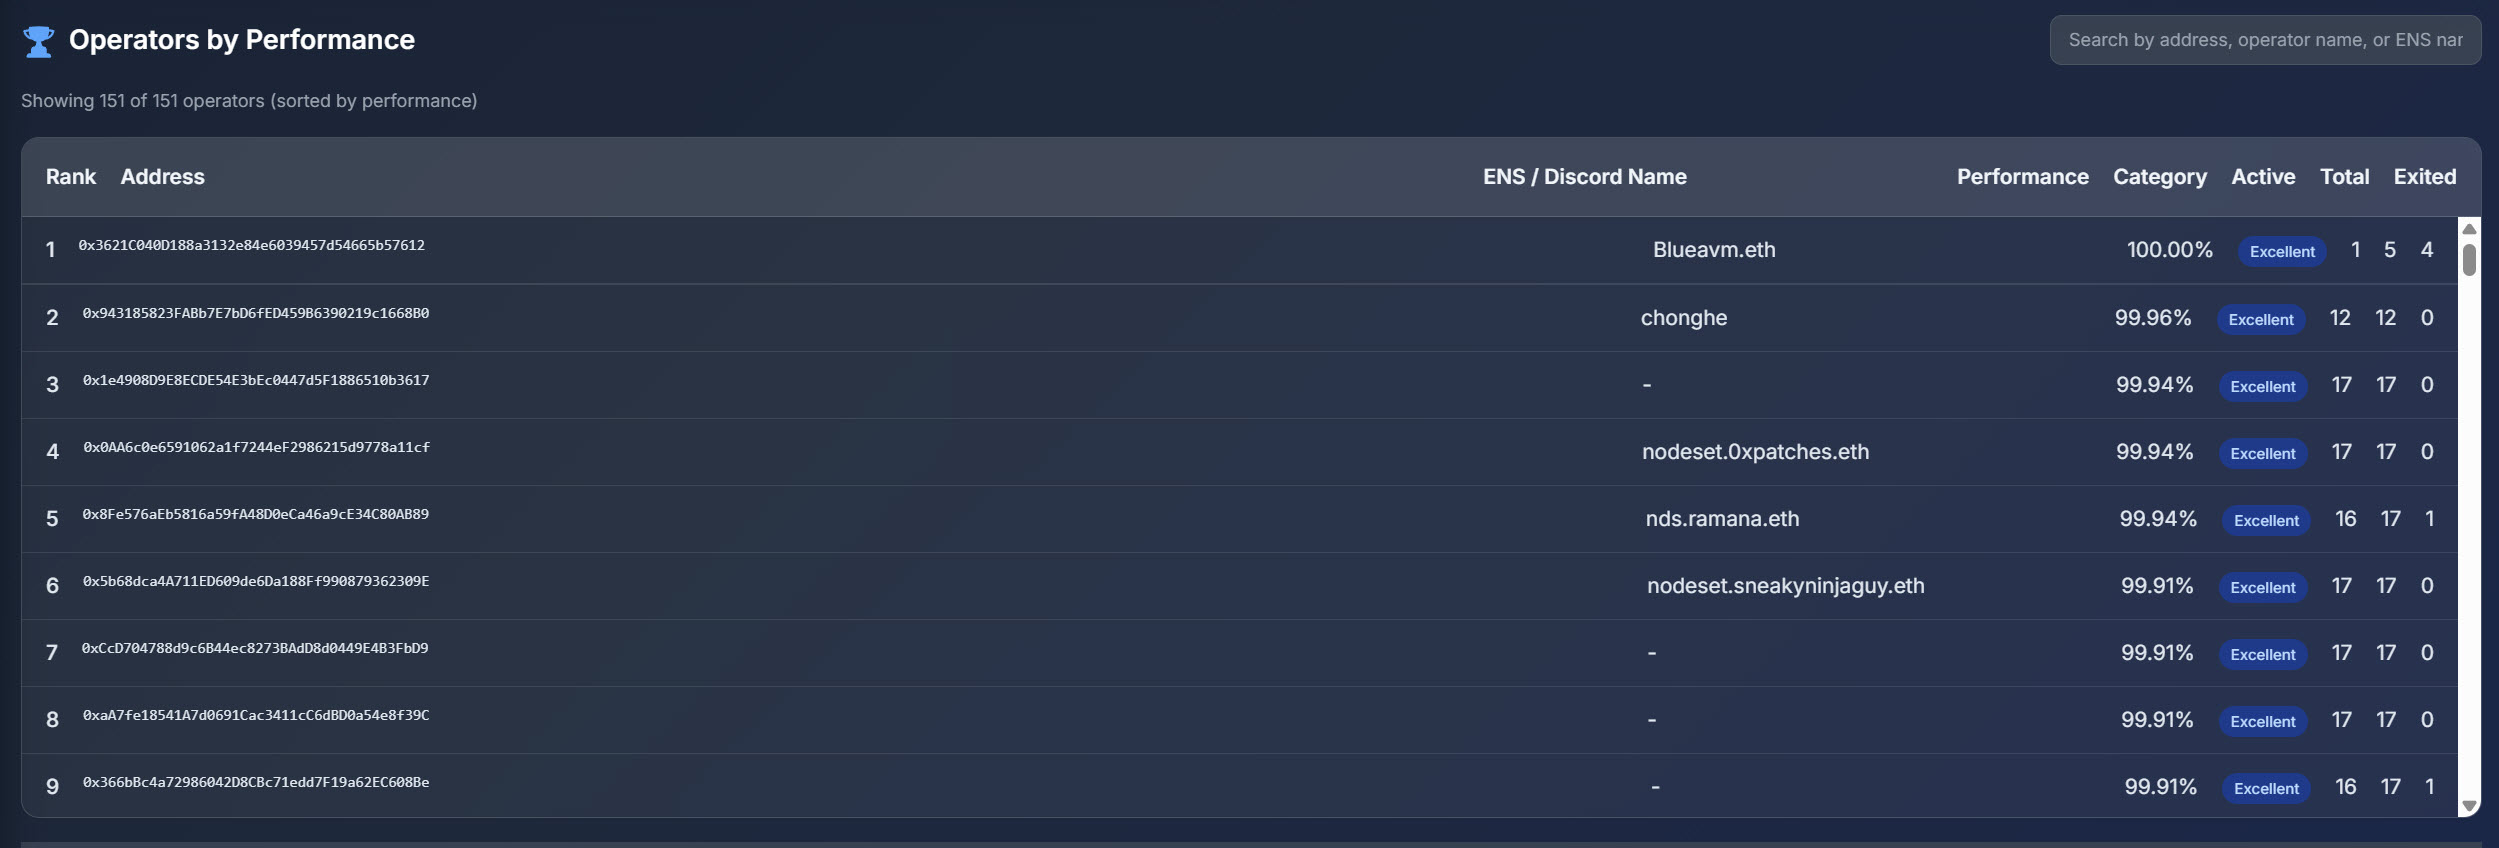 Operators by Performance
Search by address, operator name, or ENS nar
Showing 151 of 151 operators (sorted by performance)
Rank Address ENS / Discord Name Performance Category Active Total Exited
1 0x3621C040D188a3132e84e6039457d54665b57612 Blueavm.eth 100.00% Excellent 1 5 4
2 0x943185823FABb7E7bD6fED459B6390219c1668B0 chonghe 99.96% Excellent 12 12 0
3 0x1e4908D9E8ECDE54E3bEc0447d5F1886510b3617 - 99.94% Excellent 17 17 0
4 0x0AA6c0e6591062a1f7244eF2986215d9778a11cf nodeset.0xpatches.eth 99.94% Excellent 17 17 0
5 0x8Fe576aEb5816a59fA48D0eCa46a9cE34C80AB89 nds.ramana.eth 99.94% Excellent 16 17 1
6 0x5b68dca4A711ED609de6Da188Ff990879362309E nodeset.sneakyninjaguy.eth 99.91% Excellent 17 17 0
7 0xCcD704788d9c6B44ec8273BAdD8d0449E4B3FbD9 - 99.91% Excellent 17 17 0
8 0xaA7fe18541A7d0691Cac3411cC6dBD0a54e8f39C - 99.91% Excellent 17 17 0
9 0x366bBc4a72986042D8CBc71edd7F19a62EC608Be - 99.91% Excellent 16 17 1